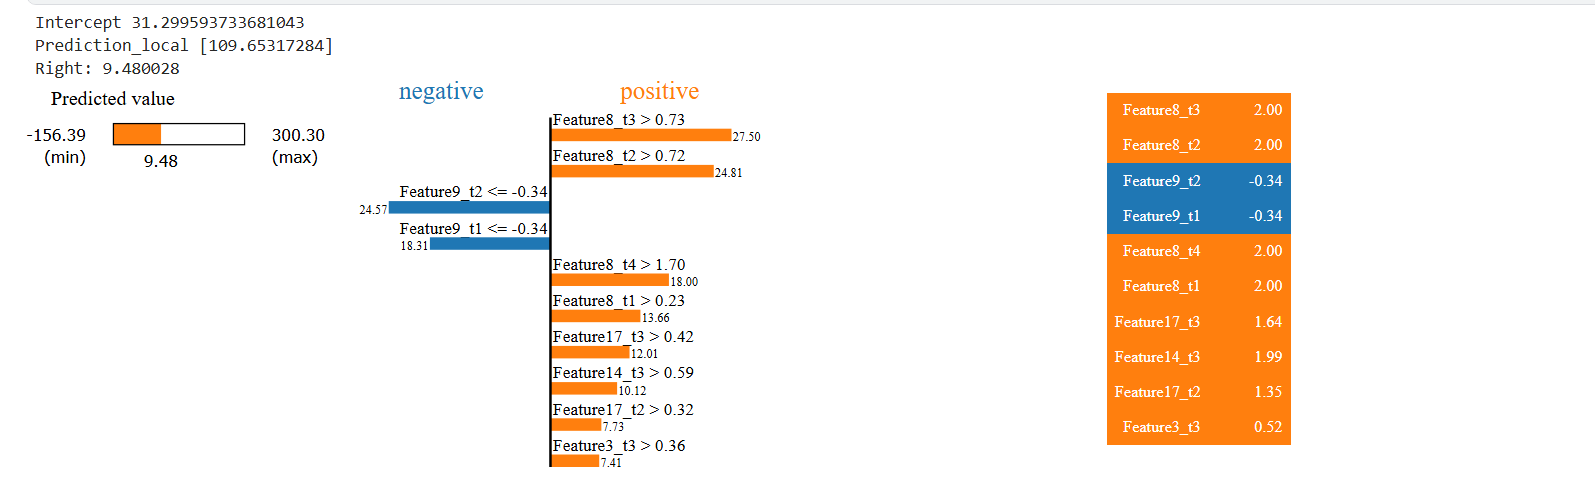 Intercept 31.299593733681043
Prediction_local [109.65317284]
Right: 9.480028
Predicted value
-156.39
(min)
9.48
300.30
(max)
negative
positive
Feature8_t3 > 0.73
27.50
Feature8_t2 > 0.72
24.81
Feature9_t2 <= -0.34
24.57
Feature9_t1 <= -0.34
18.31
Feature8_t4 > 1.70
18.00
Feature8_t1 > 0.23
13.66
Feature17_t3 > 0.42
12.01
Feature14_t3 > 0.59
10.12
Feature17_t2 > 0.32
7.73
Feature3_t3 > 0.36
7.41
Feature8_t3 2.00
Feature8_t2 2.00
Feature9_t2 -0.34
Feature9_t1 -0.34
Feature8_t4 2.00
Feature8_t1 2.00
Feature17_t3 1.64
Feature14_t3 1.99
Feature17_t2 1.35
Feature3_t3 0.52